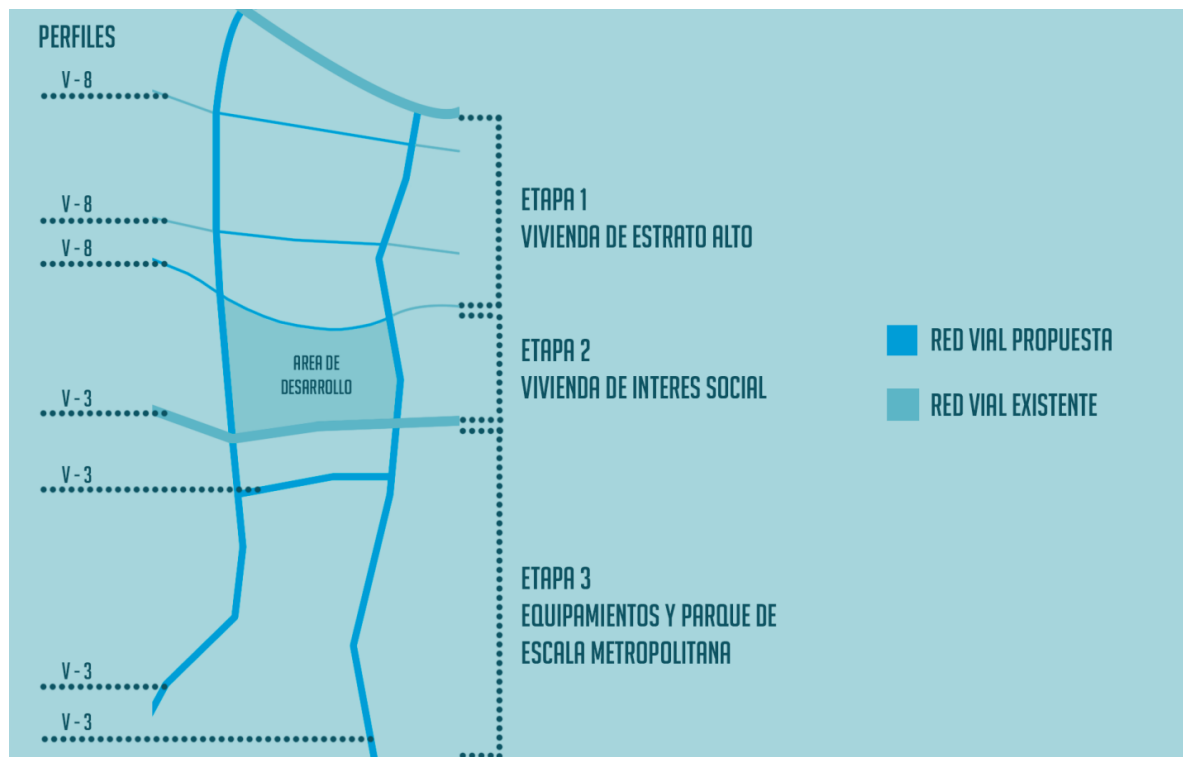 PERFILES
V - 8
V - 8
V - 8
V - 3
V - 3
V - 3
V - 3
AREA DE
DESARROLLO
ETAPA 1
VIVIENDA DE ESTRATO ALTO
ETAPA 2
VIVIENDA DE INTERES SOCIAL
ETAPA 3
EQUIPAMIENTOS Y PARQUE DE
ESCALA METROPOLITANA
RED VIAL PROPUESTA
RED VIAL EXISTENTE